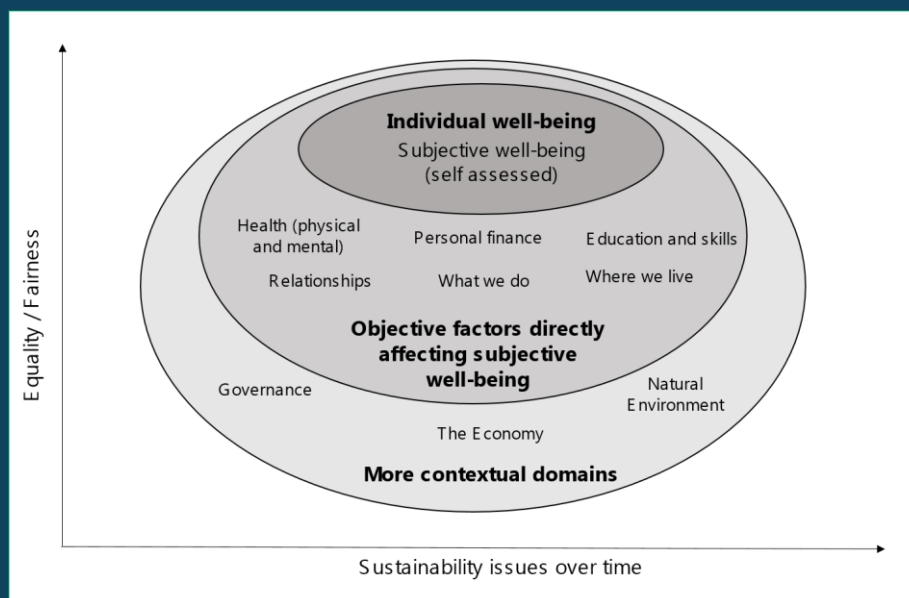 Individual well-being
Subjective well-being
(self assessed)
Health (physical
and mental)
Personal finance
Education and skills
Relationships
What we do
Where we live
Objective factors directly
affecting subjective
well-being
Governance
Natural
Environment
The Economy
More contextual domains
Equality / Fairness
Sustainability issues over time